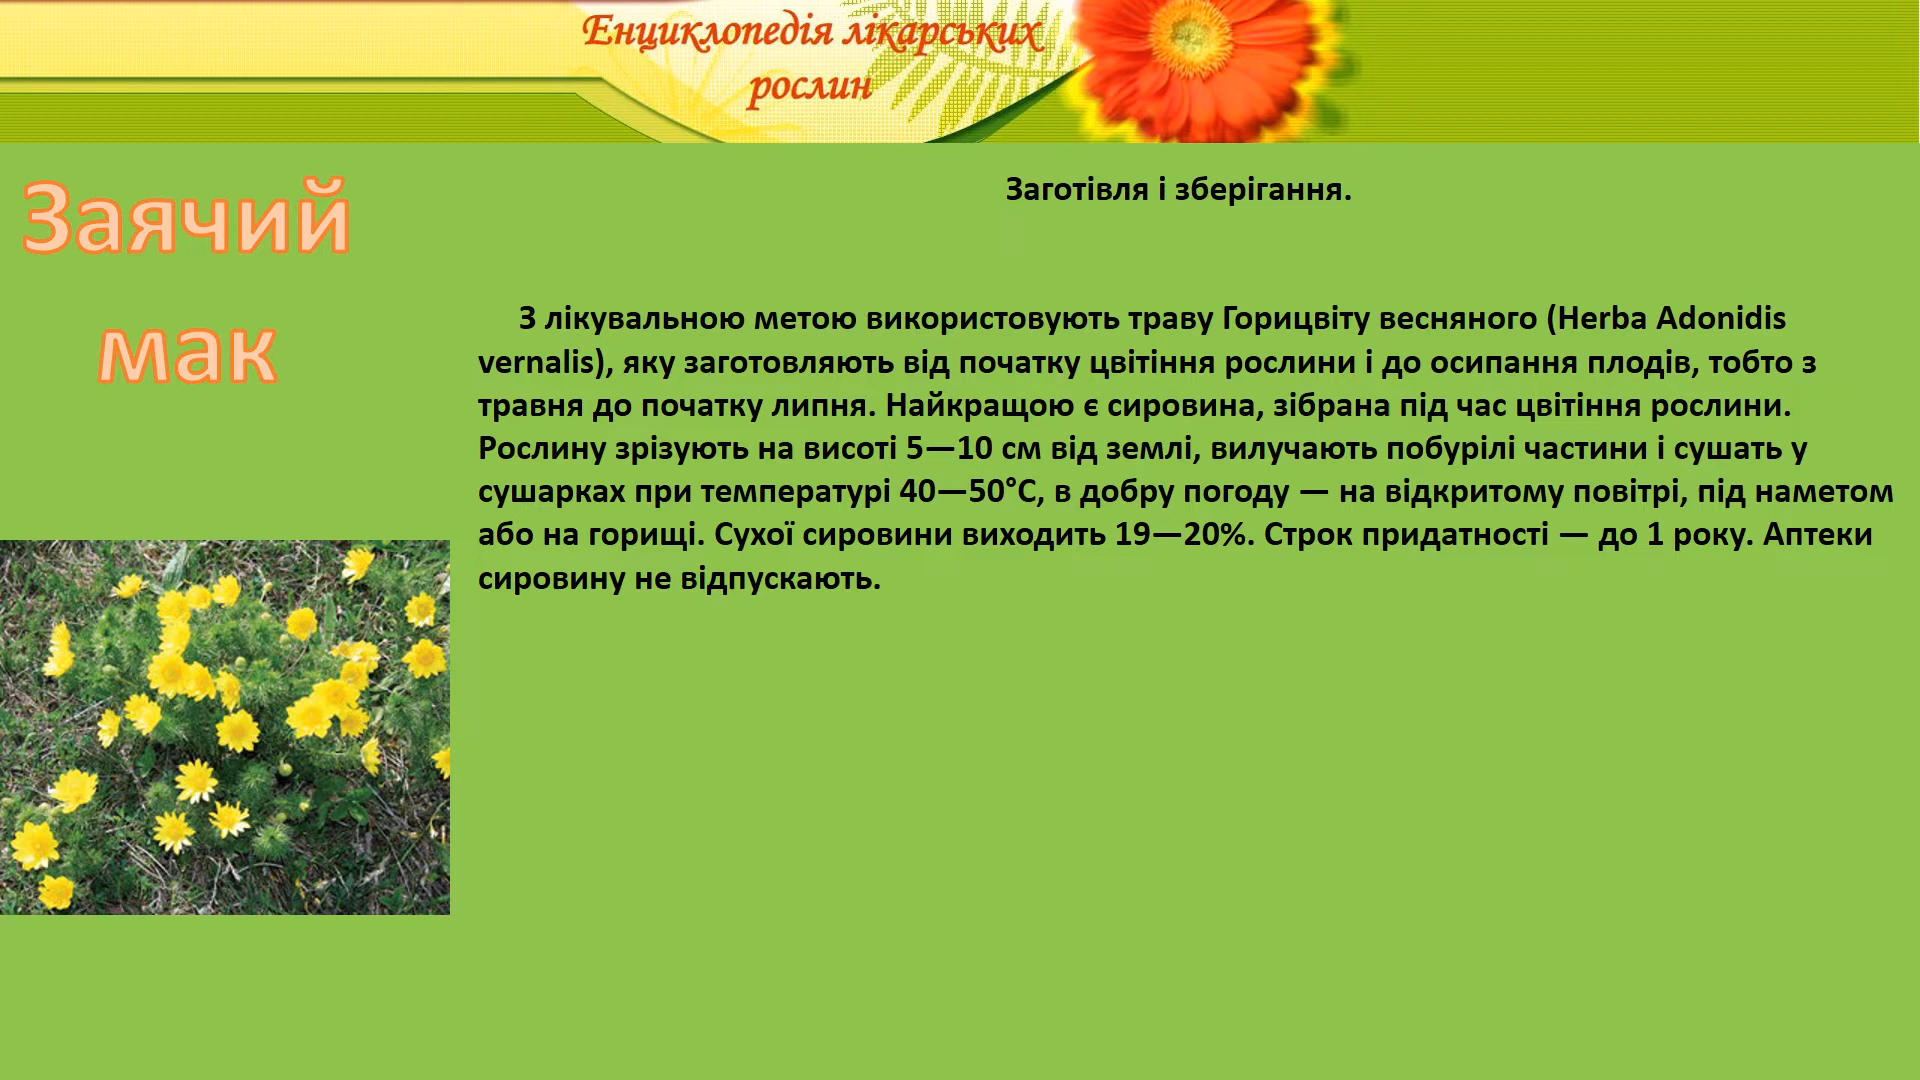 Енциклопедія лікарських
рослин
Заячий
мак
Заготівля і зберігання.
З лікувальною метою використовують траву Горицвіту весняного (Herba Adonidis
vernalis), яку заготовляють від початку цвітіння рослини і до осипання плодів, тобто з
травня до початку липня. Найкращою є сировина, зібрана під час цвітіння рослини.
Рослину зрізують на висоті 5—10 см від землі, вилучають побурілі частини і сушать у
сушарках при температурі 40—50°С, в добру погоду — на відкритому повітрі, під наметом
або на горищі. Сухої сировини виходить 19—20%. Строк придатності — до 1 року. Аптеки
сировину не відпускають.